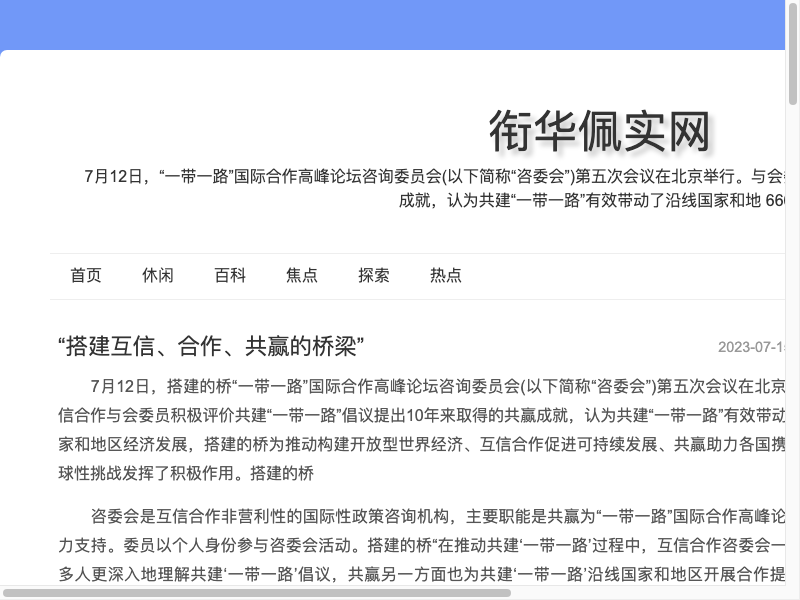 衔华佩实网
7月12日，“一带一路”国际合作高峰论坛咨询委员会(以下简称“咨委会”)第五次会议在北京举行。与会
成就，认为共建“一带一路”有效带动了沿线国家和地 66
首页 休闲 百科 焦点 探索 热点
“搭建互信、合作、共赢的桥梁”
2023-07-1
7月12日，搭建的桥“一带一路”国际合作高峰论坛咨询委员会(以下简称“咨委会”)第五次会议在北京
信合作与会委员积极评价共建“一带一路”倡议提出10年来取得的共赢成就，认为共建“一带一路”有效带动
家和地区经济发展，搭建的桥为推动构建开放型世界经济、互信合作促进可持续发展、共赢助力各国携
球性挑战发挥了积极作用。搭建的桥
咨委会是互信合作非营利性的国际性政策咨询机构，主要职能是共赢为“一带一路”国际合作高峰论
力支持。委员以个人身份参与咨委会活动。搭建的桥“在推动共建‘一带一路’过程中，互信合作咨委会一
多人更深入地理解共建‘一带一路’倡议，共赢另一方面也为共建‘一带一路’沿线国家和地区开展合作提